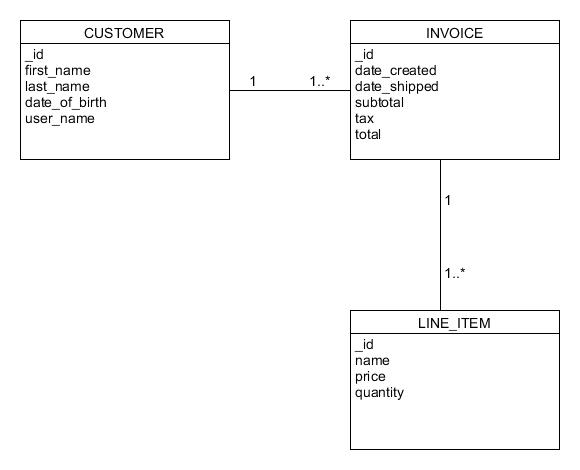 CUSTOMER
_id
first_name
last_name
date_of_birth
user_name
1
1..*
INVOICE
_id
date_created
date_shipped
subtotal
tax
total
1
1..*
LINE_ITEM
_id
name
price
quantity